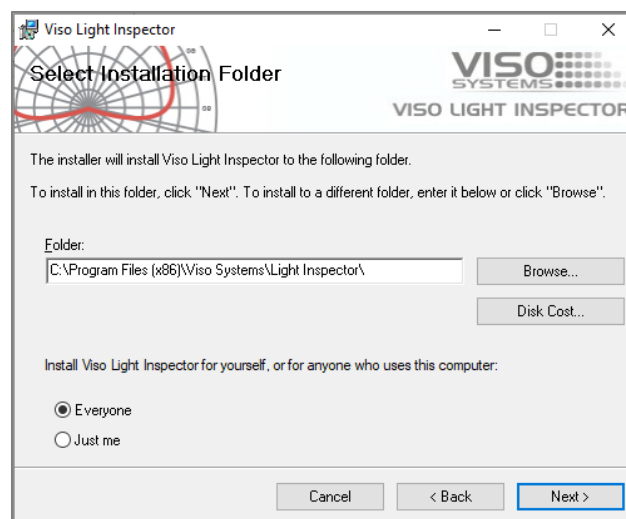 Viso Light Inspector
Select Installation Folder
VISO
SYSTEMS
VISO LIGHT INSPECTOR
The installer will install Viso Light Inspector to the following folder.
To install in this folder, click "Next". To install to a different folder, enter it below or click "Browse".
Folder:
C:\Program Files (x86)\Viso Systems\Light Inspector\
Browse...
Disk Cost...
Install Viso Light Inspector for yourself, or for anyone who uses this computer:
Everyone
Just me
Cancel
< Back
Next >